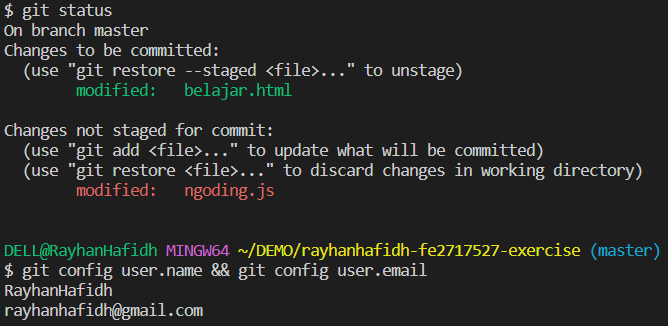 $ git status
On branch master
Changes to be committed:
  (use "git restore --staged <file>..." to unstage)
        modified:   belajar.html

Changes not staged for commit:
  (use "git add <file>..." to update what will be committed)
  (use "git restore <file>..." to discard changes in working directory)
        modified:   ngoding.js

DELL@RayhanHafidh MINGW64 ~/DEMO/rayhanhafidh-fe2717527-exercise (master)
$ git config user.name && git config user.email
RayhanHafidh
rayhanhafidh@gmail.com